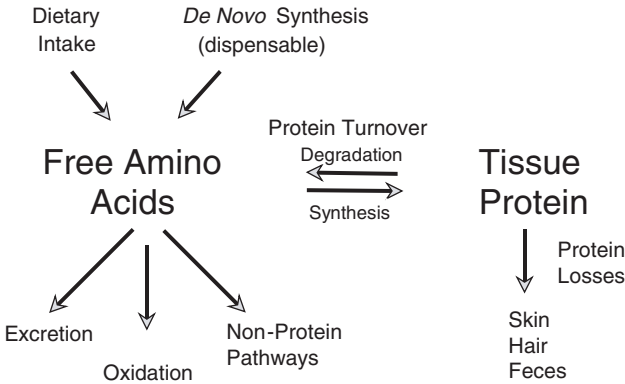 Dietary
Intake
De Novo Synthesis
(dispensable)
Protein Turnover
Degradation
Synthesis
Free Amino
Acids
Tissue
Protein
Protein
Losses
Excretion
Oxidation
Non-Protein
Pathways
Skin
Hair
Feces